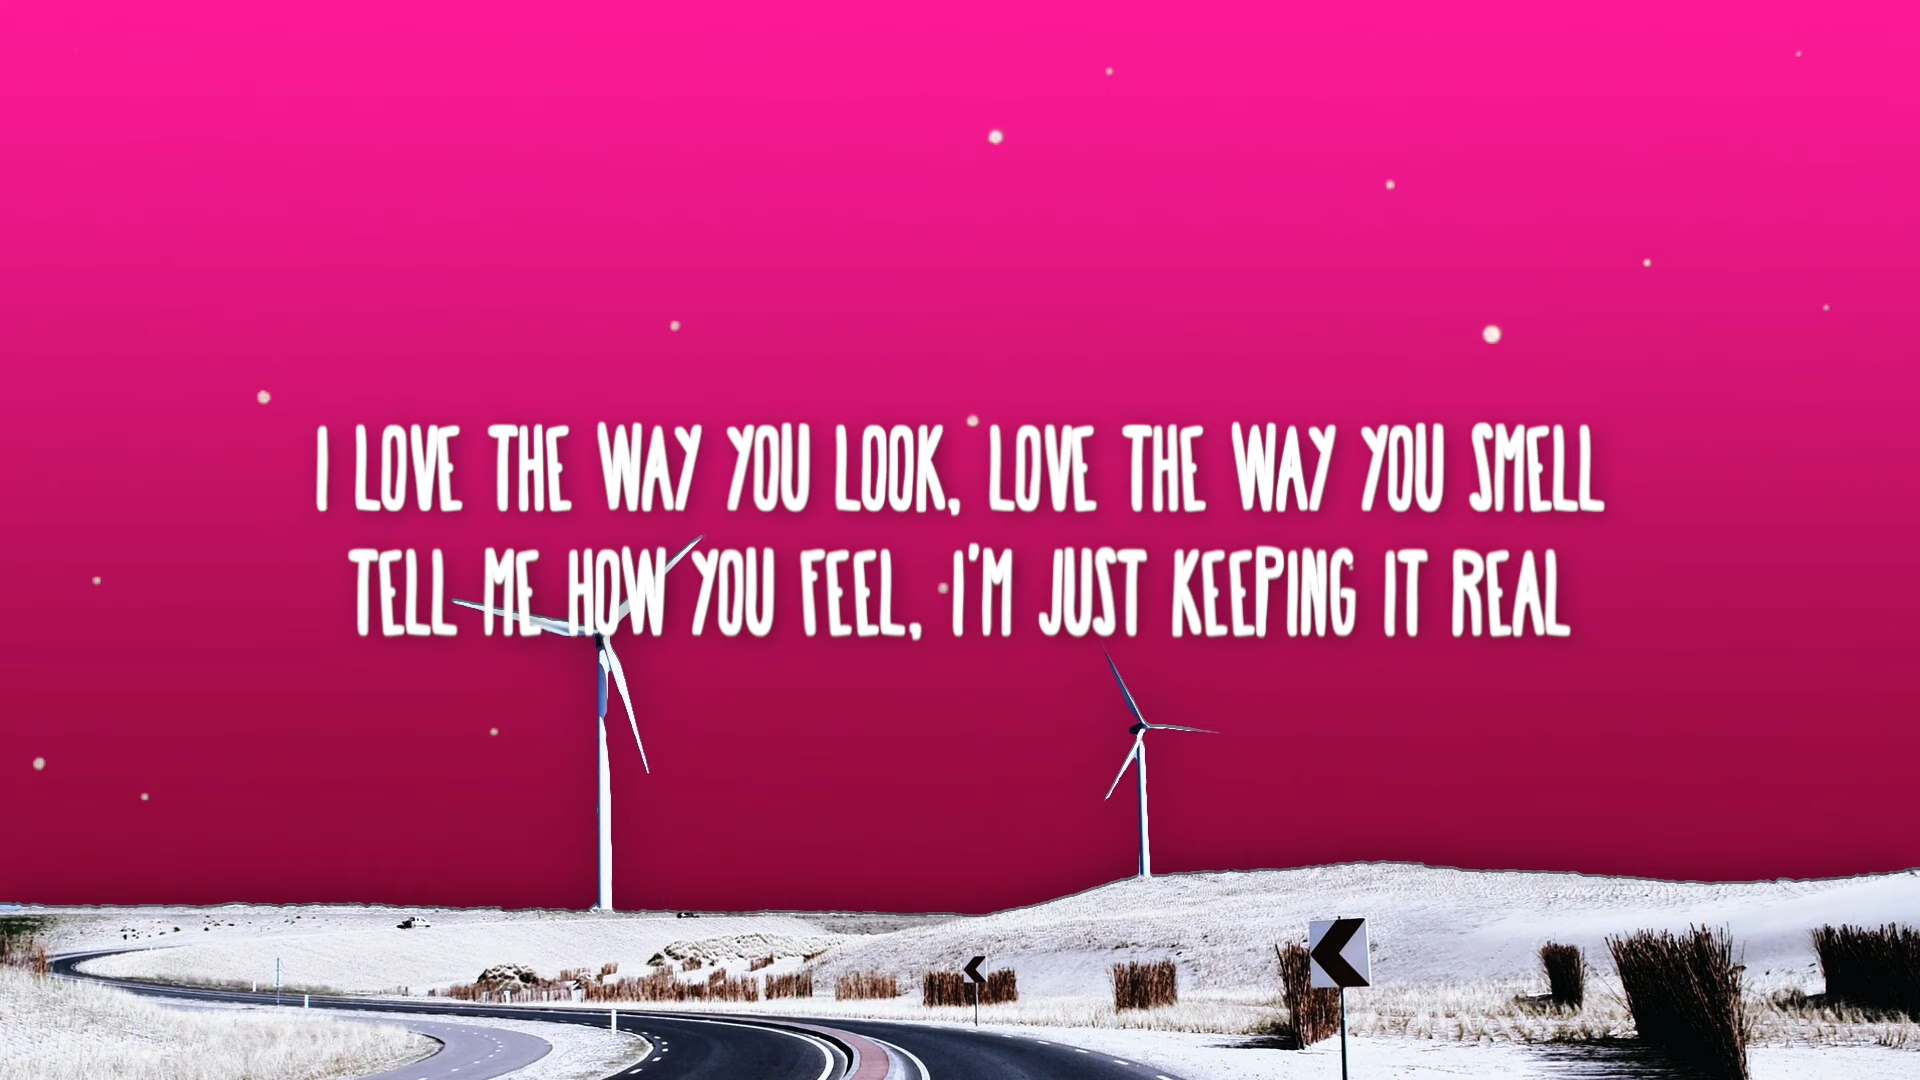 I LOVE THE WAY YOU LOOK, LOVE THE WAY YOU SMELL
TELL ME HOW YOU FEEL, I'M JUST KEEPING IT REAL